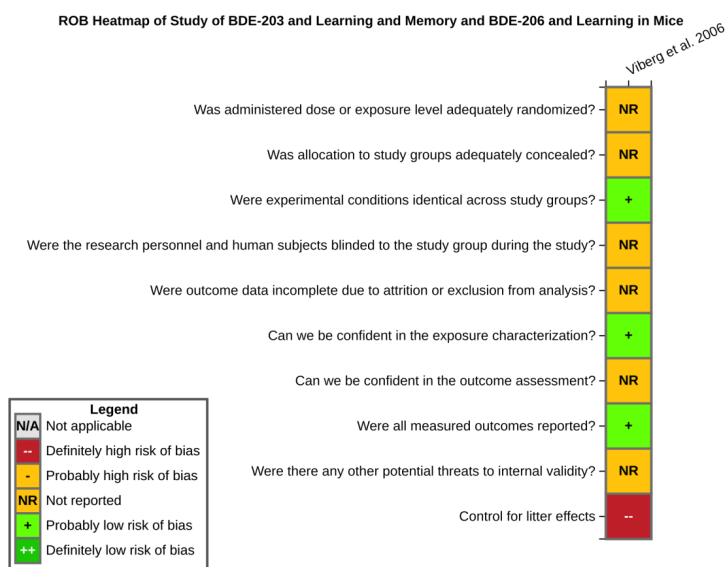 ROB Heatmap of Study of BDE-203 and Learning and Memory and BDE-206 and Learning in Mice
Viberg et al. 2006
Was administered dose or exposure level adequately randomized? NR
Was allocation to study groups adequately concealed? NR
Were experimental conditions identical across study groups? +
Were the research personnel and human subjects blinded to the study group during the study? NR
Were outcome data incomplete due to attrition or exclusion from analysis? NR
Can we be confident in the exposure characterization? +
Can we be confident in the outcome assessment? NR
Were all measured outcomes reported? +
Were there any other potential threats to internal validity? NR
Control for litter effects --
Legend
N/A Not applicable
-- Definitely high risk of bias
- Probably high risk of bias
NR Not reported
+ Probably low risk of bias
++ Definitely low risk of bias